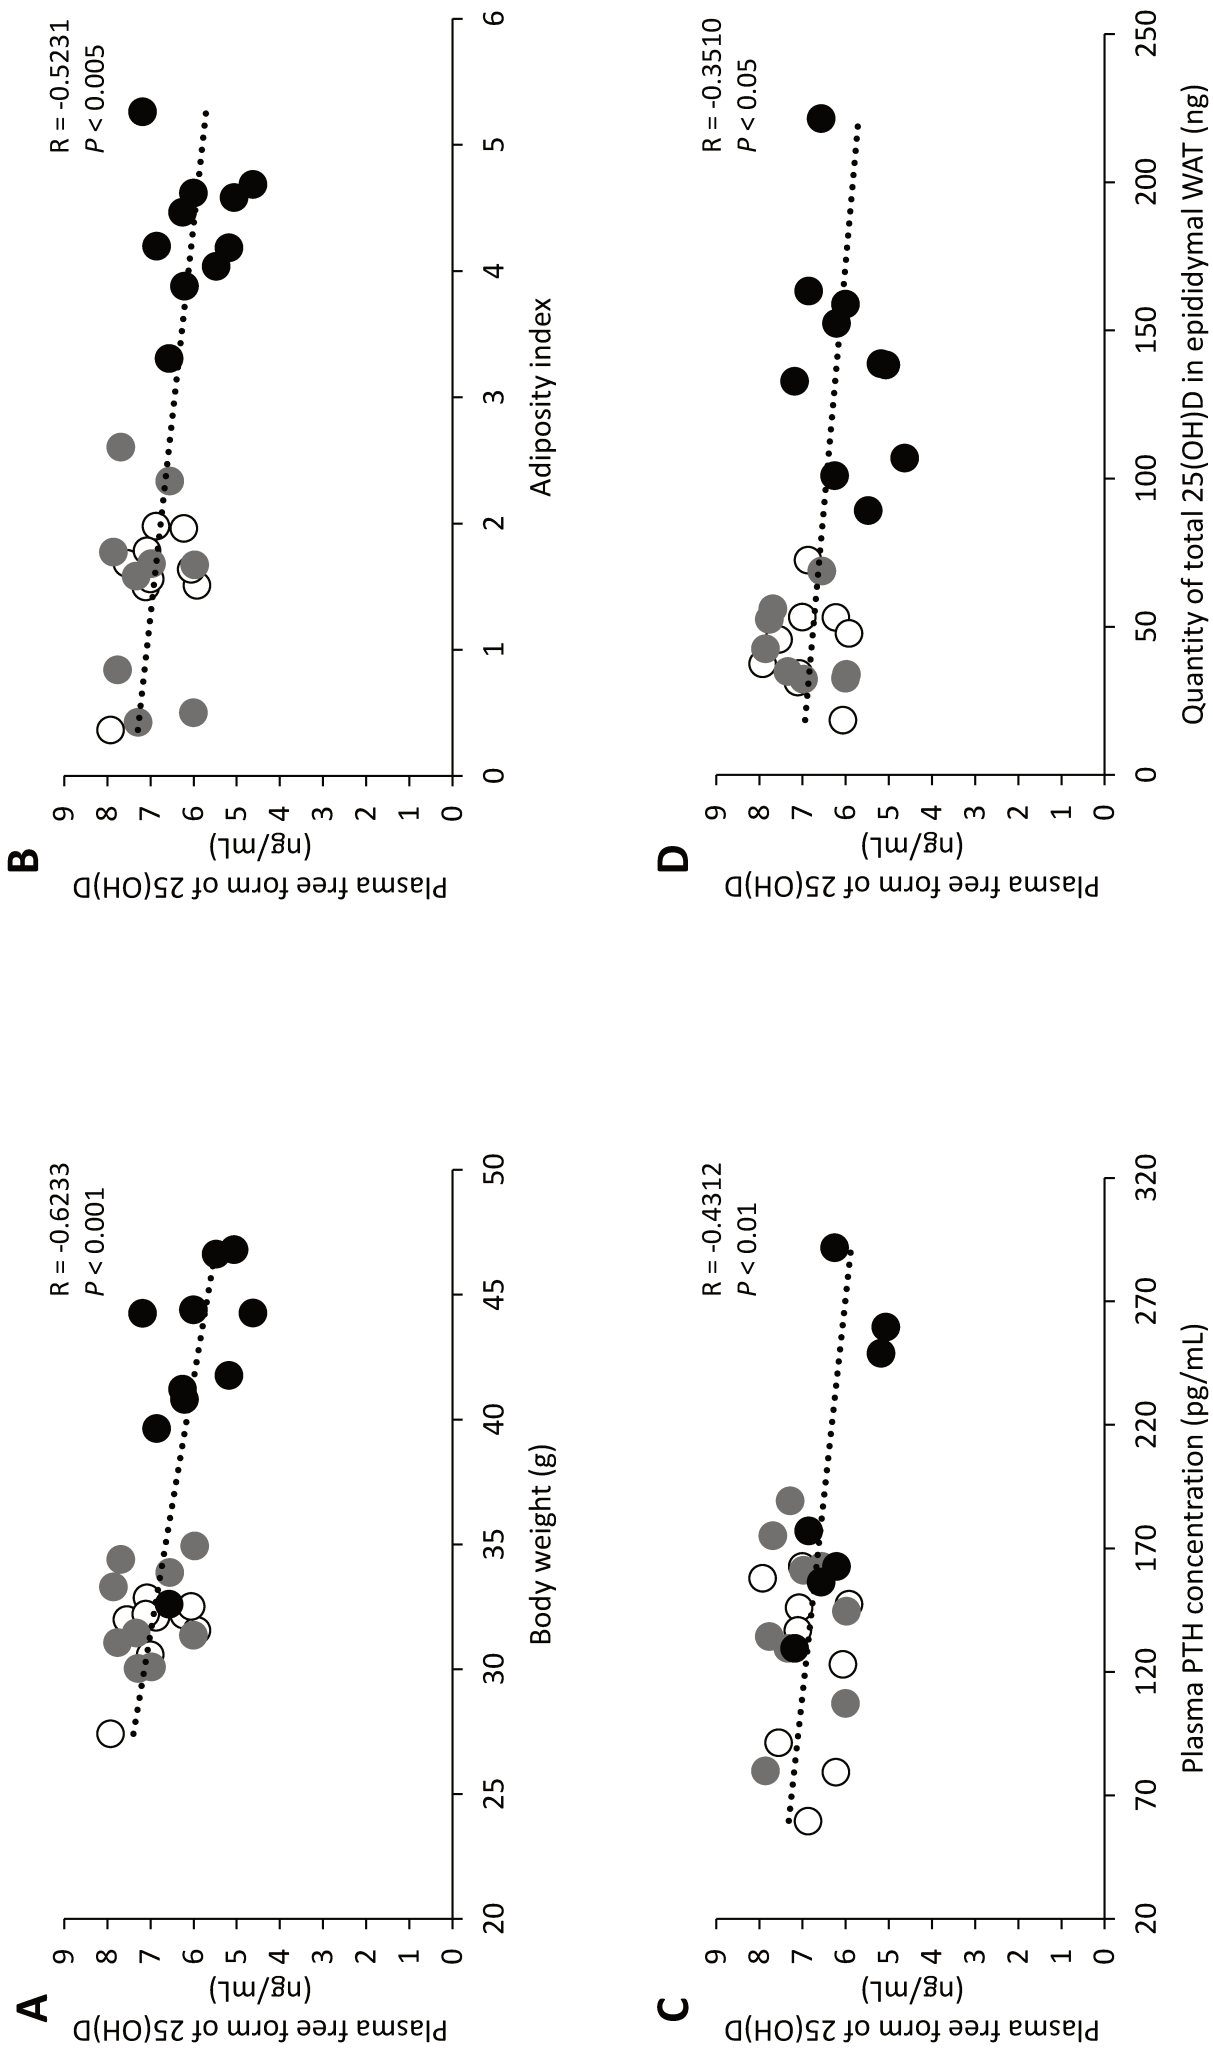 A
R = -0.6233
P < 0.001
Plasma free form of 25(OH)D
(ng/mL)
9
8
7
6
5
4
3
2
1
0
20 25 30 35 40 45 50
Body weight (g)
B
R = -0.5231
P < 0.005
Plasma free form of 25(OH)D
(ng/mL)
9
8
7
6
5
4
3
2
1
0
0 1 2 3 4 5 6
Adiposity index
C
R = -0.4312
P < 0.01
Plasma free form of 25(OH)D
(ng/mL)
9
8
7
6
5
4
3
2
1
0
20 70 120 170 220 270 320
Plasma PTH concentration (pg/mL)
D
R = -0.3510
P < 0.05
Plasma free form of 25(OH)D
(ng/mL)
9
8
7
6
5
4
3
2
1
0
0 50 100 150 200 250
Quantity of total 25(OH)D in epididymal WAT (ng)